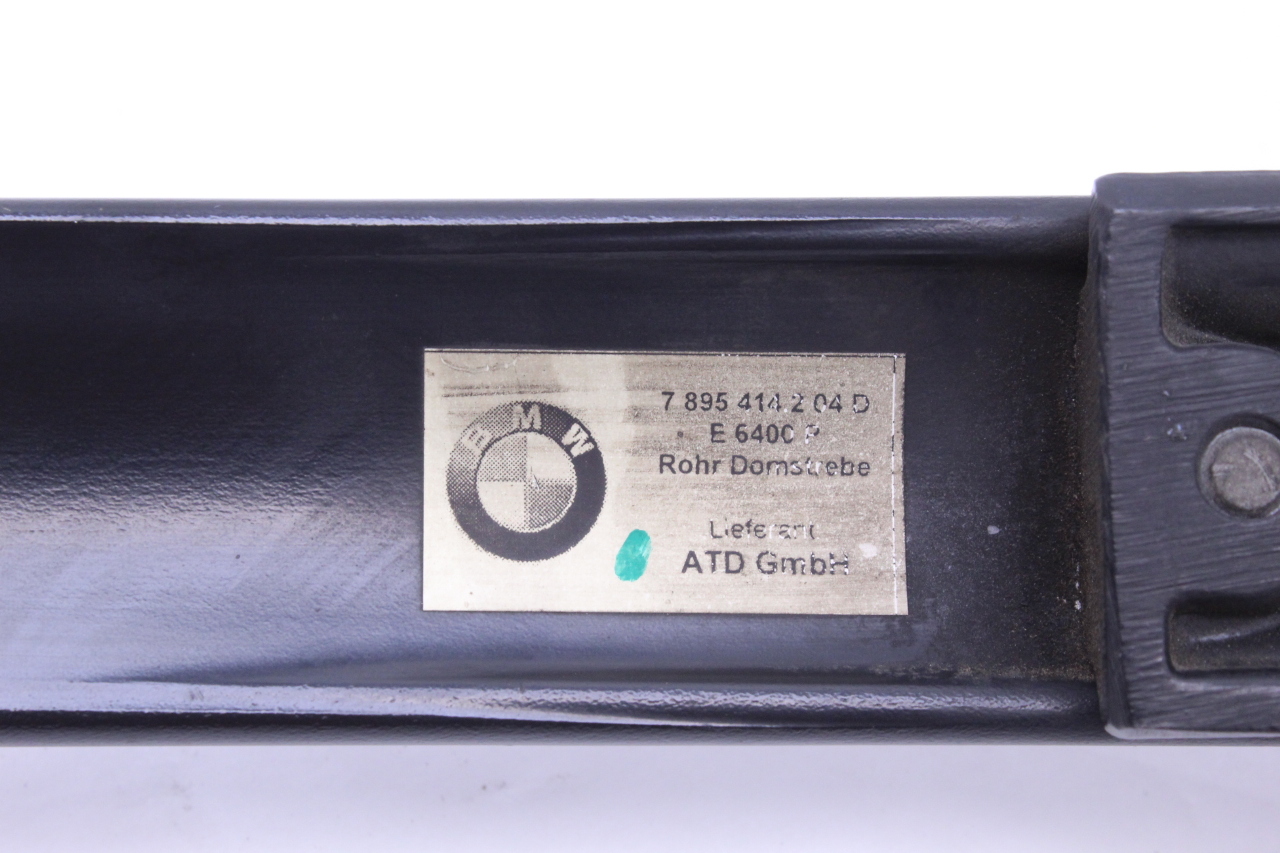 BMW
7 895 414.2 04 D
E 6400 P
Rohr Domstrebe
Lieferant
ATD GmbH